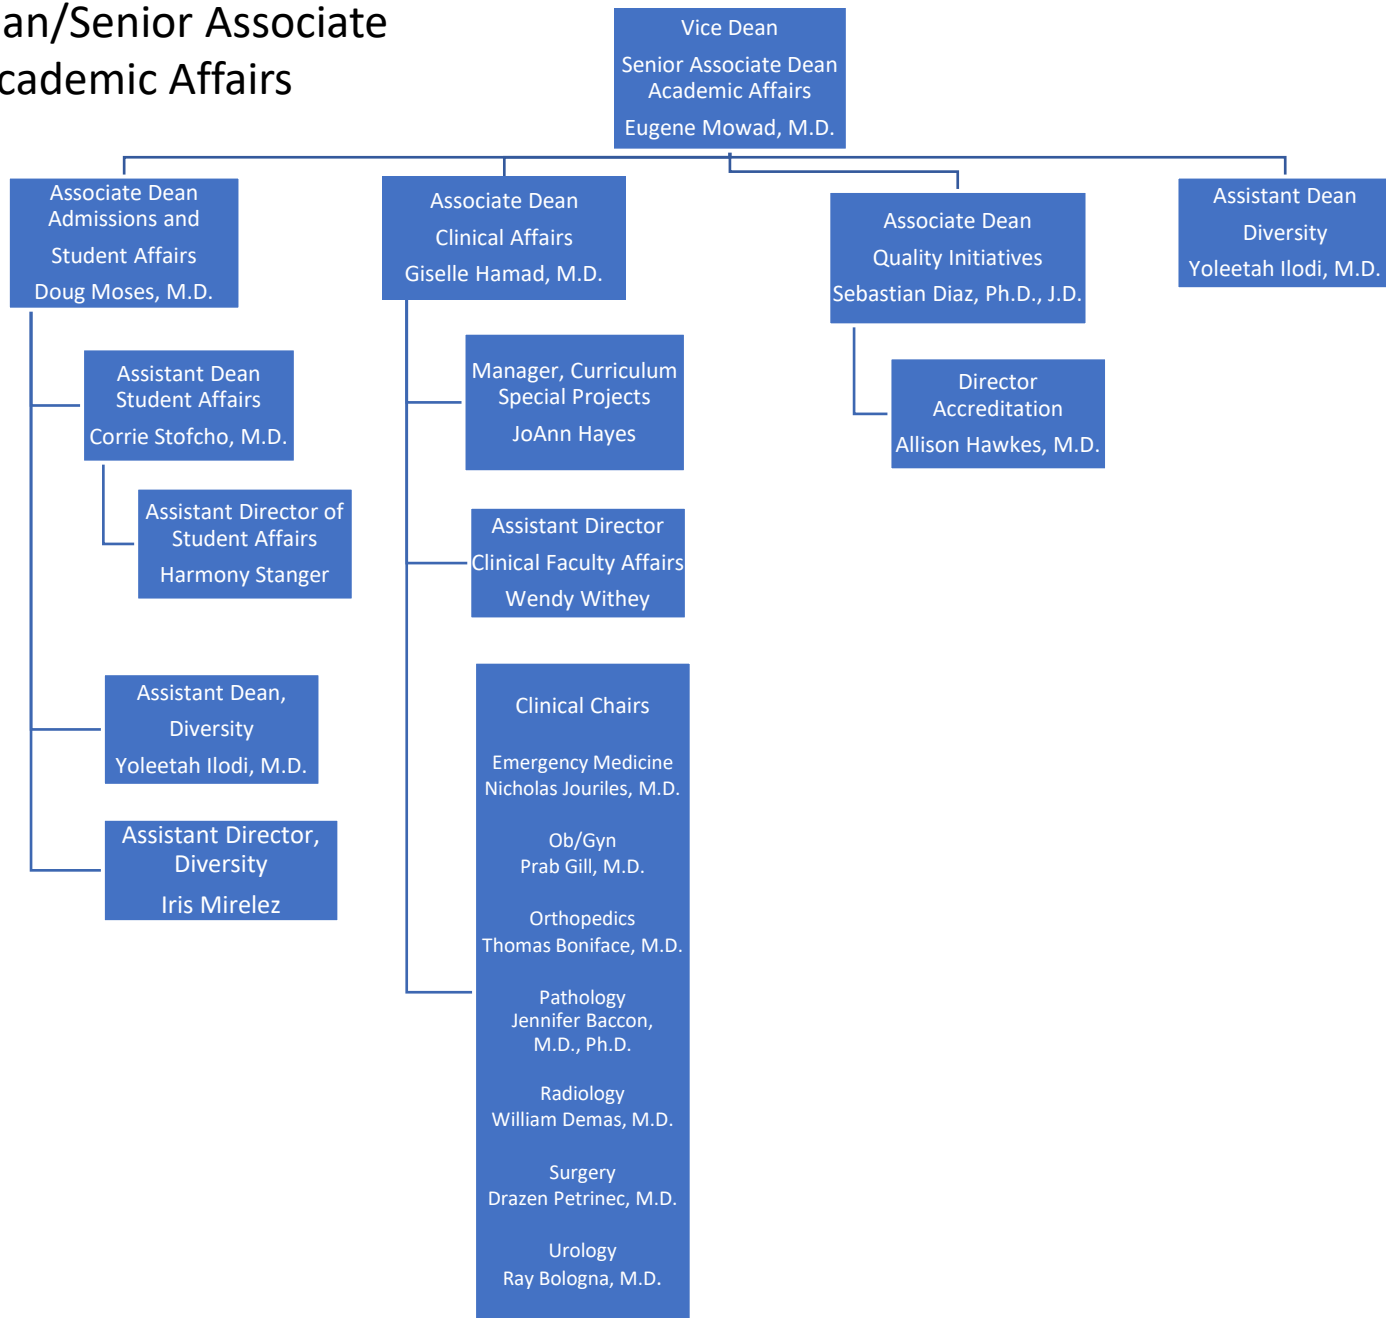 an/Senior Associate
cademic Affairs
Vice Dean
Senior Associate Dean
Academic Affairs
Eugene Mowad, M.D.
Associate Dean
Admissions and
Student Affairs
Doug Moses, M.D.
Associate Dean
Clinical Affairs
Giselle Hamad, M.D.
Associate Dean
Quality Initiatives
Sebastian Diaz, Ph.D., J.D.
Assistant Dean
Diversity
Yoleetah Ilodi, M.D.
Assistant Dean
Student Affairs
Corrie Stofcho, M.D.
Assistant Director of
Student Affairs
Harmony Stanger
Assistant Dean,
Diversity
Yoleetah Ilodi, M.D.
Assistant Director,
Diversity
Iris Mirelez
Manager, Curriculum
Special Projects
JoAnn Hayes
Assistant Director
Clinical Faculty Affairs
Wendy Withey
Clinical Chairs
Emergency Medicine
Nicholas Jouriles, M.D.
Ob/Gyn
Prab Gill, M.D.
Orthopedics
Thomas Boniface, M.D.
Pathology
Jennifer Baccon,
M.D., Ph.D.
Radiology
William Demas, M.D.
Surgery
Drazen Petrinec, M.D.
Urology
Ray Bologna, M.D.
Director
Accreditation
Allison Hawkes, M.D.